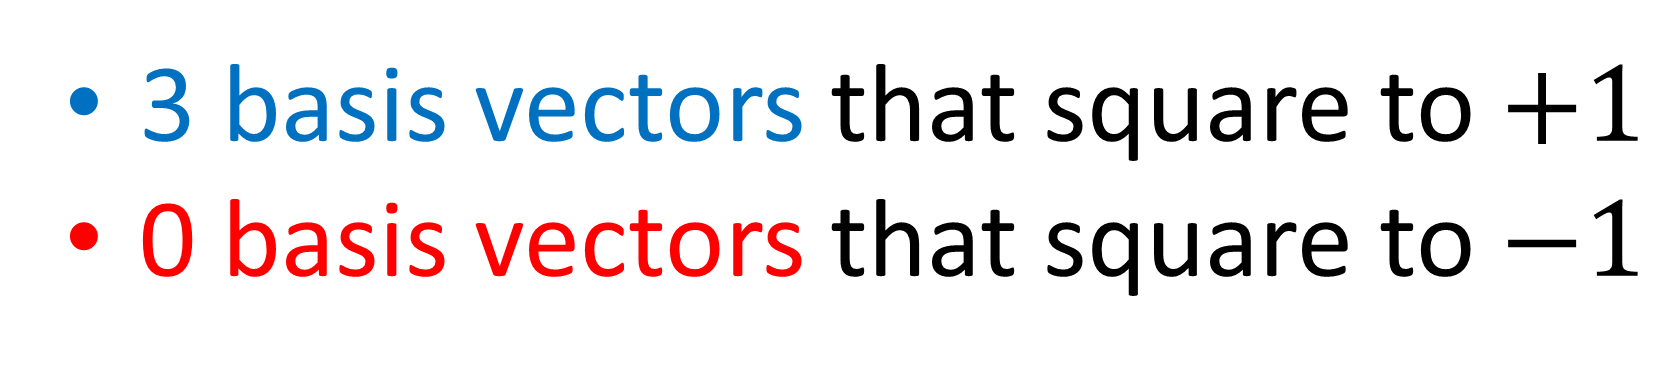 • 3 basis vectors that square to +1
• 0 basis vectors that square to −1